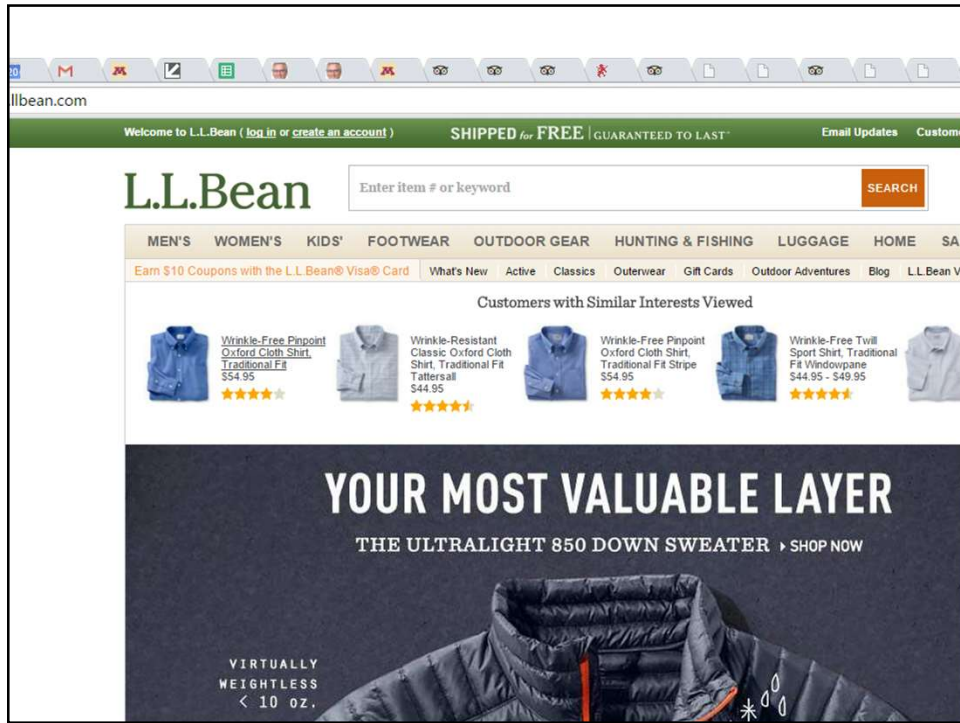 20
llbean.com
Welcome to L.L.Bean ( log in or create an account )
SHIPPED for FREE | GUARANTEED TO LAST™
Email Updates
Custome
L.L.Bean
Enter item # or keyword
SEARCH
MEN'S WOMEN'S KIDS' FOOTWEAR OUTDOOR GEAR HUNTING & FISHING LUGGAGE HOME SA
Earn $10 Coupons with the L.L.Bean® Visa® Card What's New Active Classics Outerwear Gift Cards Outdoor Adventures Blog L.L.Bean V
Customers with Similar Interests Viewed
Wrinkle-Free Pinpoint
Oxford Cloth Shirt,
Traditional Fit
$54.95
Wrinkle-Resistant
Classic Oxford Cloth
Shirt, Traditional Fit
Tattersall
$44.95
Wrinkle-Free Pinpoint
Oxford Cloth Shirt,
Traditional Fit Stripe
$54.95
Wrinkle-Free Twill
Sport Shirt, Traditional
Fit Windowpane
$44.95 - $49.95
YOUR MOST VALUABLE LAYER
THE ULTRALIGHT 850 DOWN SWEATER SHOP NOW
VIRTUALLY
WEIGHTLESS
< 10 oz.